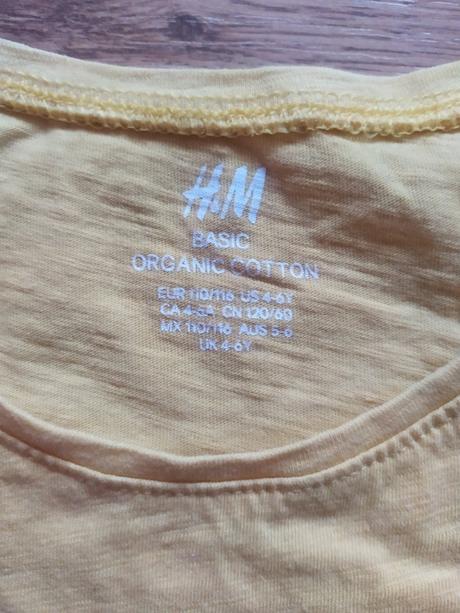 H&M
BASIC
ORGANIC COTTON
EUR 110/116 US 4-6Y
CA 4-6A CN 120/60
MX 110/116 AUS 5-6
UK 4-6Y